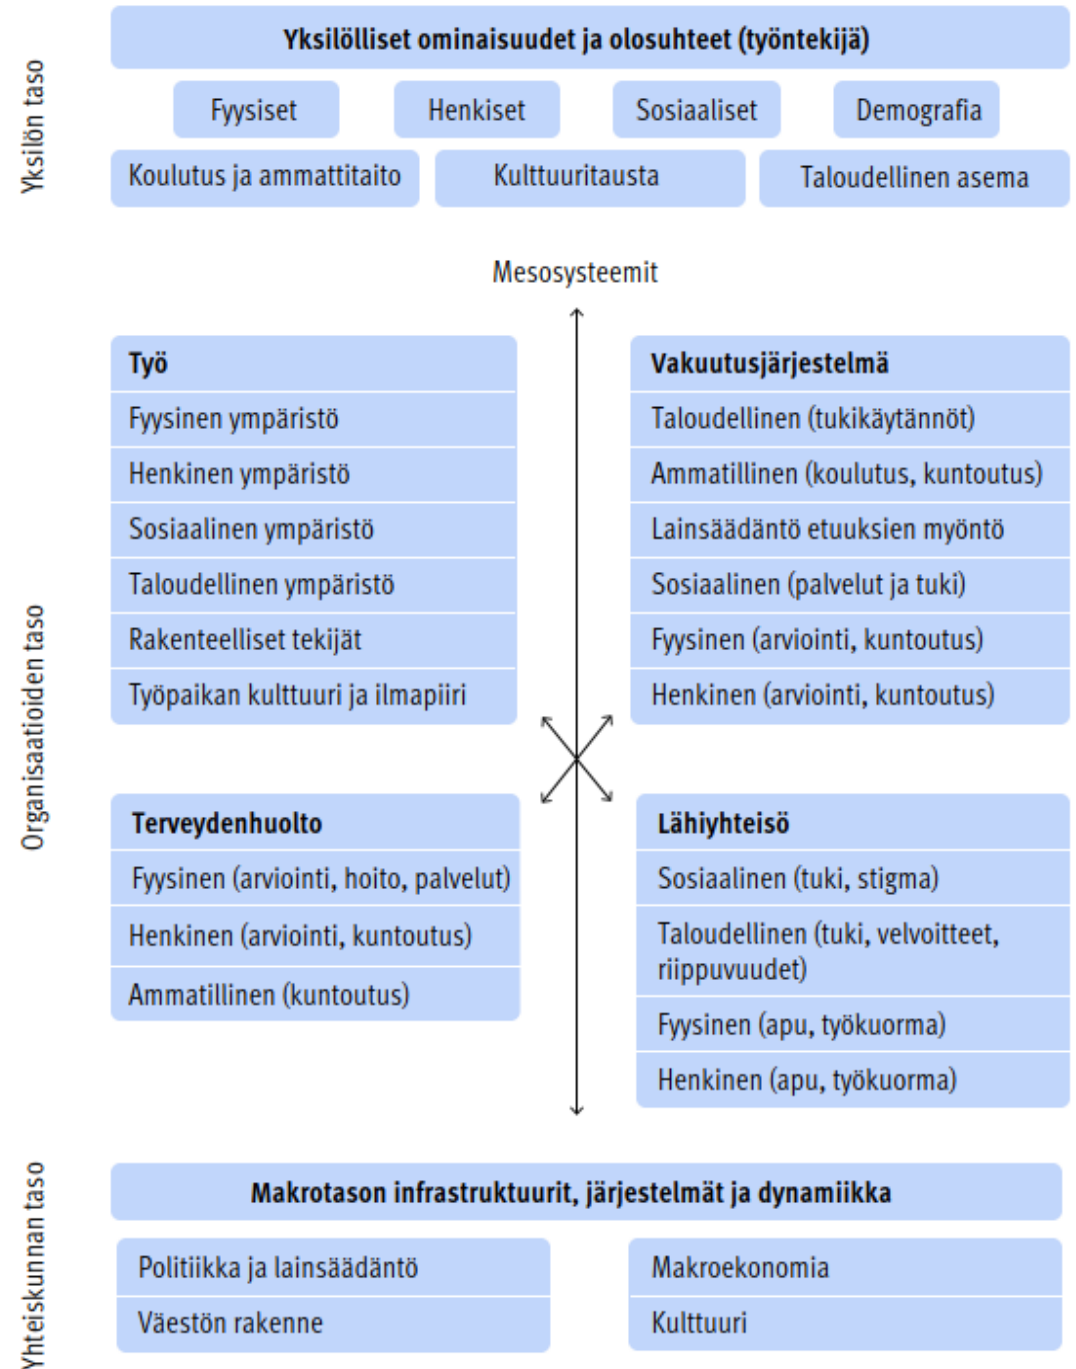 Yksilön taso
Yksilölliset ominaisuudet ja olosuhteet (työntekijä)
Fyysiset
Henkiset
Sosiaaliset
Demografia
Koulutus ja ammattitaito
Kulttuuritausta
Taloudellinen asema
Mesosysteemit
Organisaatioiden taso
Työ
Fyysinen ympäristö
Henkinen ympäristö
Sosiaalinen ympäristö
Taloudellinen ympäristö
Rakenteelliset tekijät
Työpaikan kulttuuri ja ilmapiiri
Vakuutusjärjestelmä
Taloudellinen (tukikäytännöt)
Ammatillinen (koulutus, kuntoutus)
Lainsäädäntö etuuksien myöntö
Sosiaalinen (palvelut ja tuki)
Fyysinen (arviointi, kuntoutus)
Henkinen (arviointi, kuntoutus)
Terveydenhuolto
Fyysinen (arviointi, hoito, palvelut)
Henkinen (arviointi, kuntoutus)
Ammatillinen (kuntoutus)
Lähiyhteisö
Sosiaalinen (tuki, stigma)
Taloudellinen (tuki, velvoitteet,
riippuvuudet)
Fyysinen (apu, työkuorma)
Henkinen (apu, työkuorma)
Yhteiskunnan taso
Makrotason infrastruktuurit, järjestelmät ja dynamiikka
Politiikka ja lainsäädäntö
Väestön rakenne
Makroekonomia
Kulttuuri